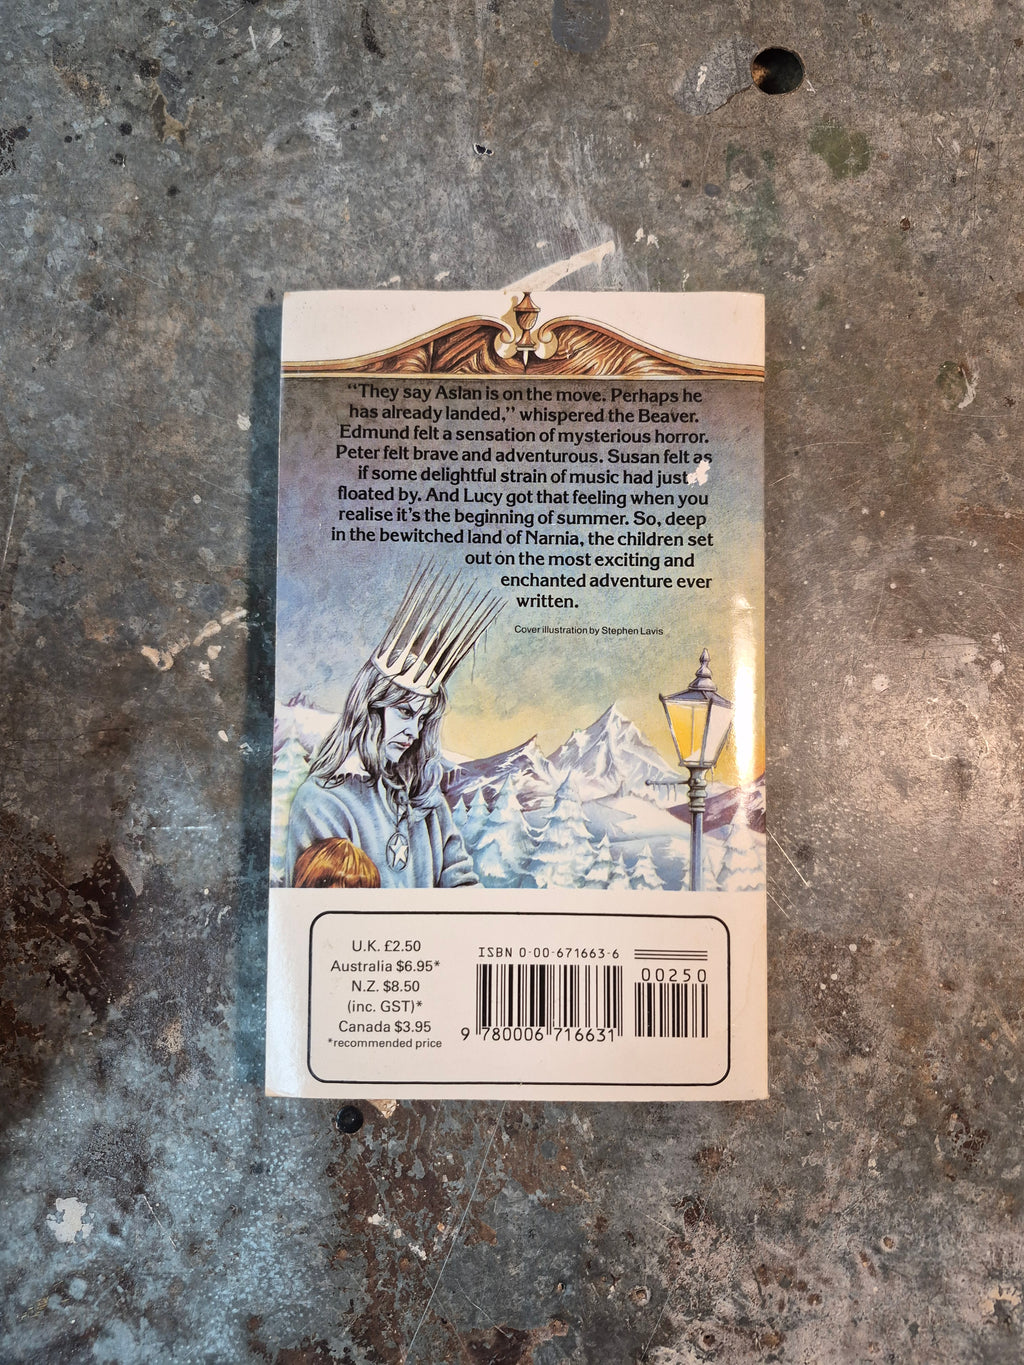 “They say Aslan is on the move. Perhaps he
has already landed,” whispered the Beaver.
Edmund felt a sensation of mysterious horror.
Peter felt brave and adventurous. Susan felt as
if some delightful strain of music had just
floated by. And Lucy got that feeling when you
realise it’s the beginning of summer. So, deep
in the bewitched land of Narnia, the children set
out on the most exciting and
enchanted adventure ever
written.
Cover illustration by Stephen Lavis
U.K. £2.50
Australia $6.95*
N.Z. $8.50
(inc. GST)*
Canada $3.95
*recommended price
ISBN 0-00-671663-6
00250
9 780006 716631